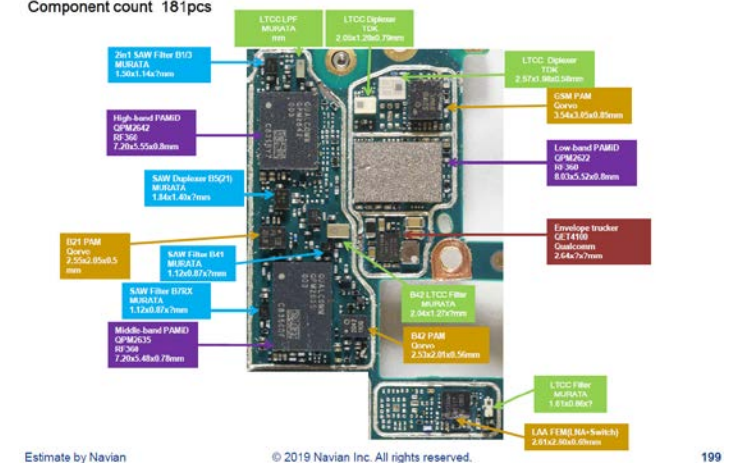 Component count 181pcs
LTCC LPF
MURATA
mm
LTCC Diplexer
TDK
2.05x1.29x0.79mm
2in1 SAW Filter B1/3
MURATA
1.50x1.14x?mm
LTCC Diplexer
TDK
2.57x1.98x0.58mm
GSM PAM
Qorvo
3.54x3.05x0.85mm
High-band PAMiD
QPM2642
RF360
7.20x5.55x0.8mm
Low-band PAMiD
QPM2622
RF360
8.03x5.52x0.8mm
SAW Duplexer B5(21)
MURATA
1.84x1.40x?mm
Envelope trucker
QET4100
Qualcomm
2.64x?x?mm
B21 PAM
Qorvo
2.55x2.05x0.5
mm
SAW Filter B41
MURATA
1.12x0.87x?mm
SAW Filter B7RX
MURATA
1.12x0.87x?mm
B42 LTCC Filter
MURATA
2.04x1.27x?mm
Middle-band PAMiD
QPM2635
RF360
7.20x5.48x0.78mm
B42 PAM
Qorvo
2.53x2.01x0.56mm
LTCC Filter
MURATA
1.61x0.86x?
LAA FEM(LNA+Switch)
2.61x2.60x0.69mm
Estimate by Navian
© 2019 Navian Inc. All rights reserved.
199